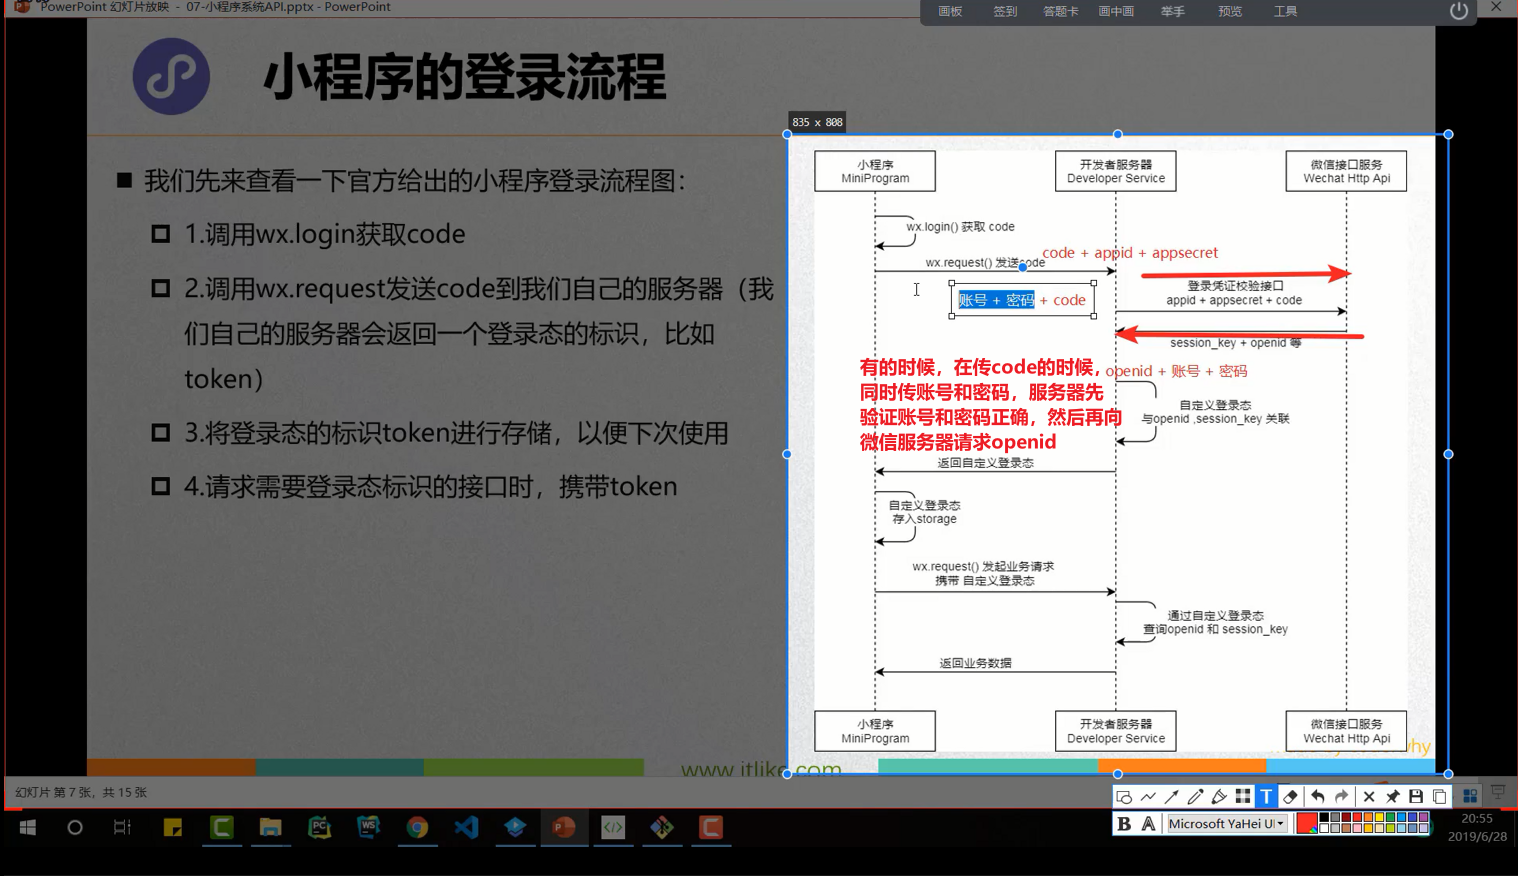 PowerPoint 幻灯片放映 - 07-小程序系统API.pptx - PowerPoint
画板 签到 答题卡 画中画 举手 预览 工具
小程序的登录流程
835 x 808
我们先来查看一下官方给出的小程序登录流程图：
1.调用wx.login获取code
2.调用wx.request发送code到我们自己的服务器（我
们自己的服务器会返回一个登录态的标识，比如
token）
3.将登录态的标识token进行存储，以便下次使用
4.请求需要登录态标识的接口时，携带token
小程序
MiniProgram
开发者服务器
Developer Service
微信接口服务
Wechat Http Api
wx.login() 获取 code
code + appid + appsecret
wx.request() 发送code
登录凭证校验接口
appid + appsecret + code
账号 + 密码 + code
session_key + openid 等
有的时候，在传code的时候，
同时传账号和密码，服务器先
验证账号和密码正确，然后再向
微信服务器请求openid
openid + 账号 + 密码
自定义登录态
与openid ,session_key 关联
返回自定义登录态
自定义登录态
存入storage
wx.request() 发起业务请求
携带 自定义登录态
通过自定义登录态
查询openid 和 session_key
返回业务数据
小程序
MiniProgram
开发者服务器
Developer Service
微信接口服务
Wechat Http Api
www.itlike.com
幻灯片 第 7 张，共 15 张
T
B A Microsoft YaHei UI
PC
WS
20:55
2019/6/28